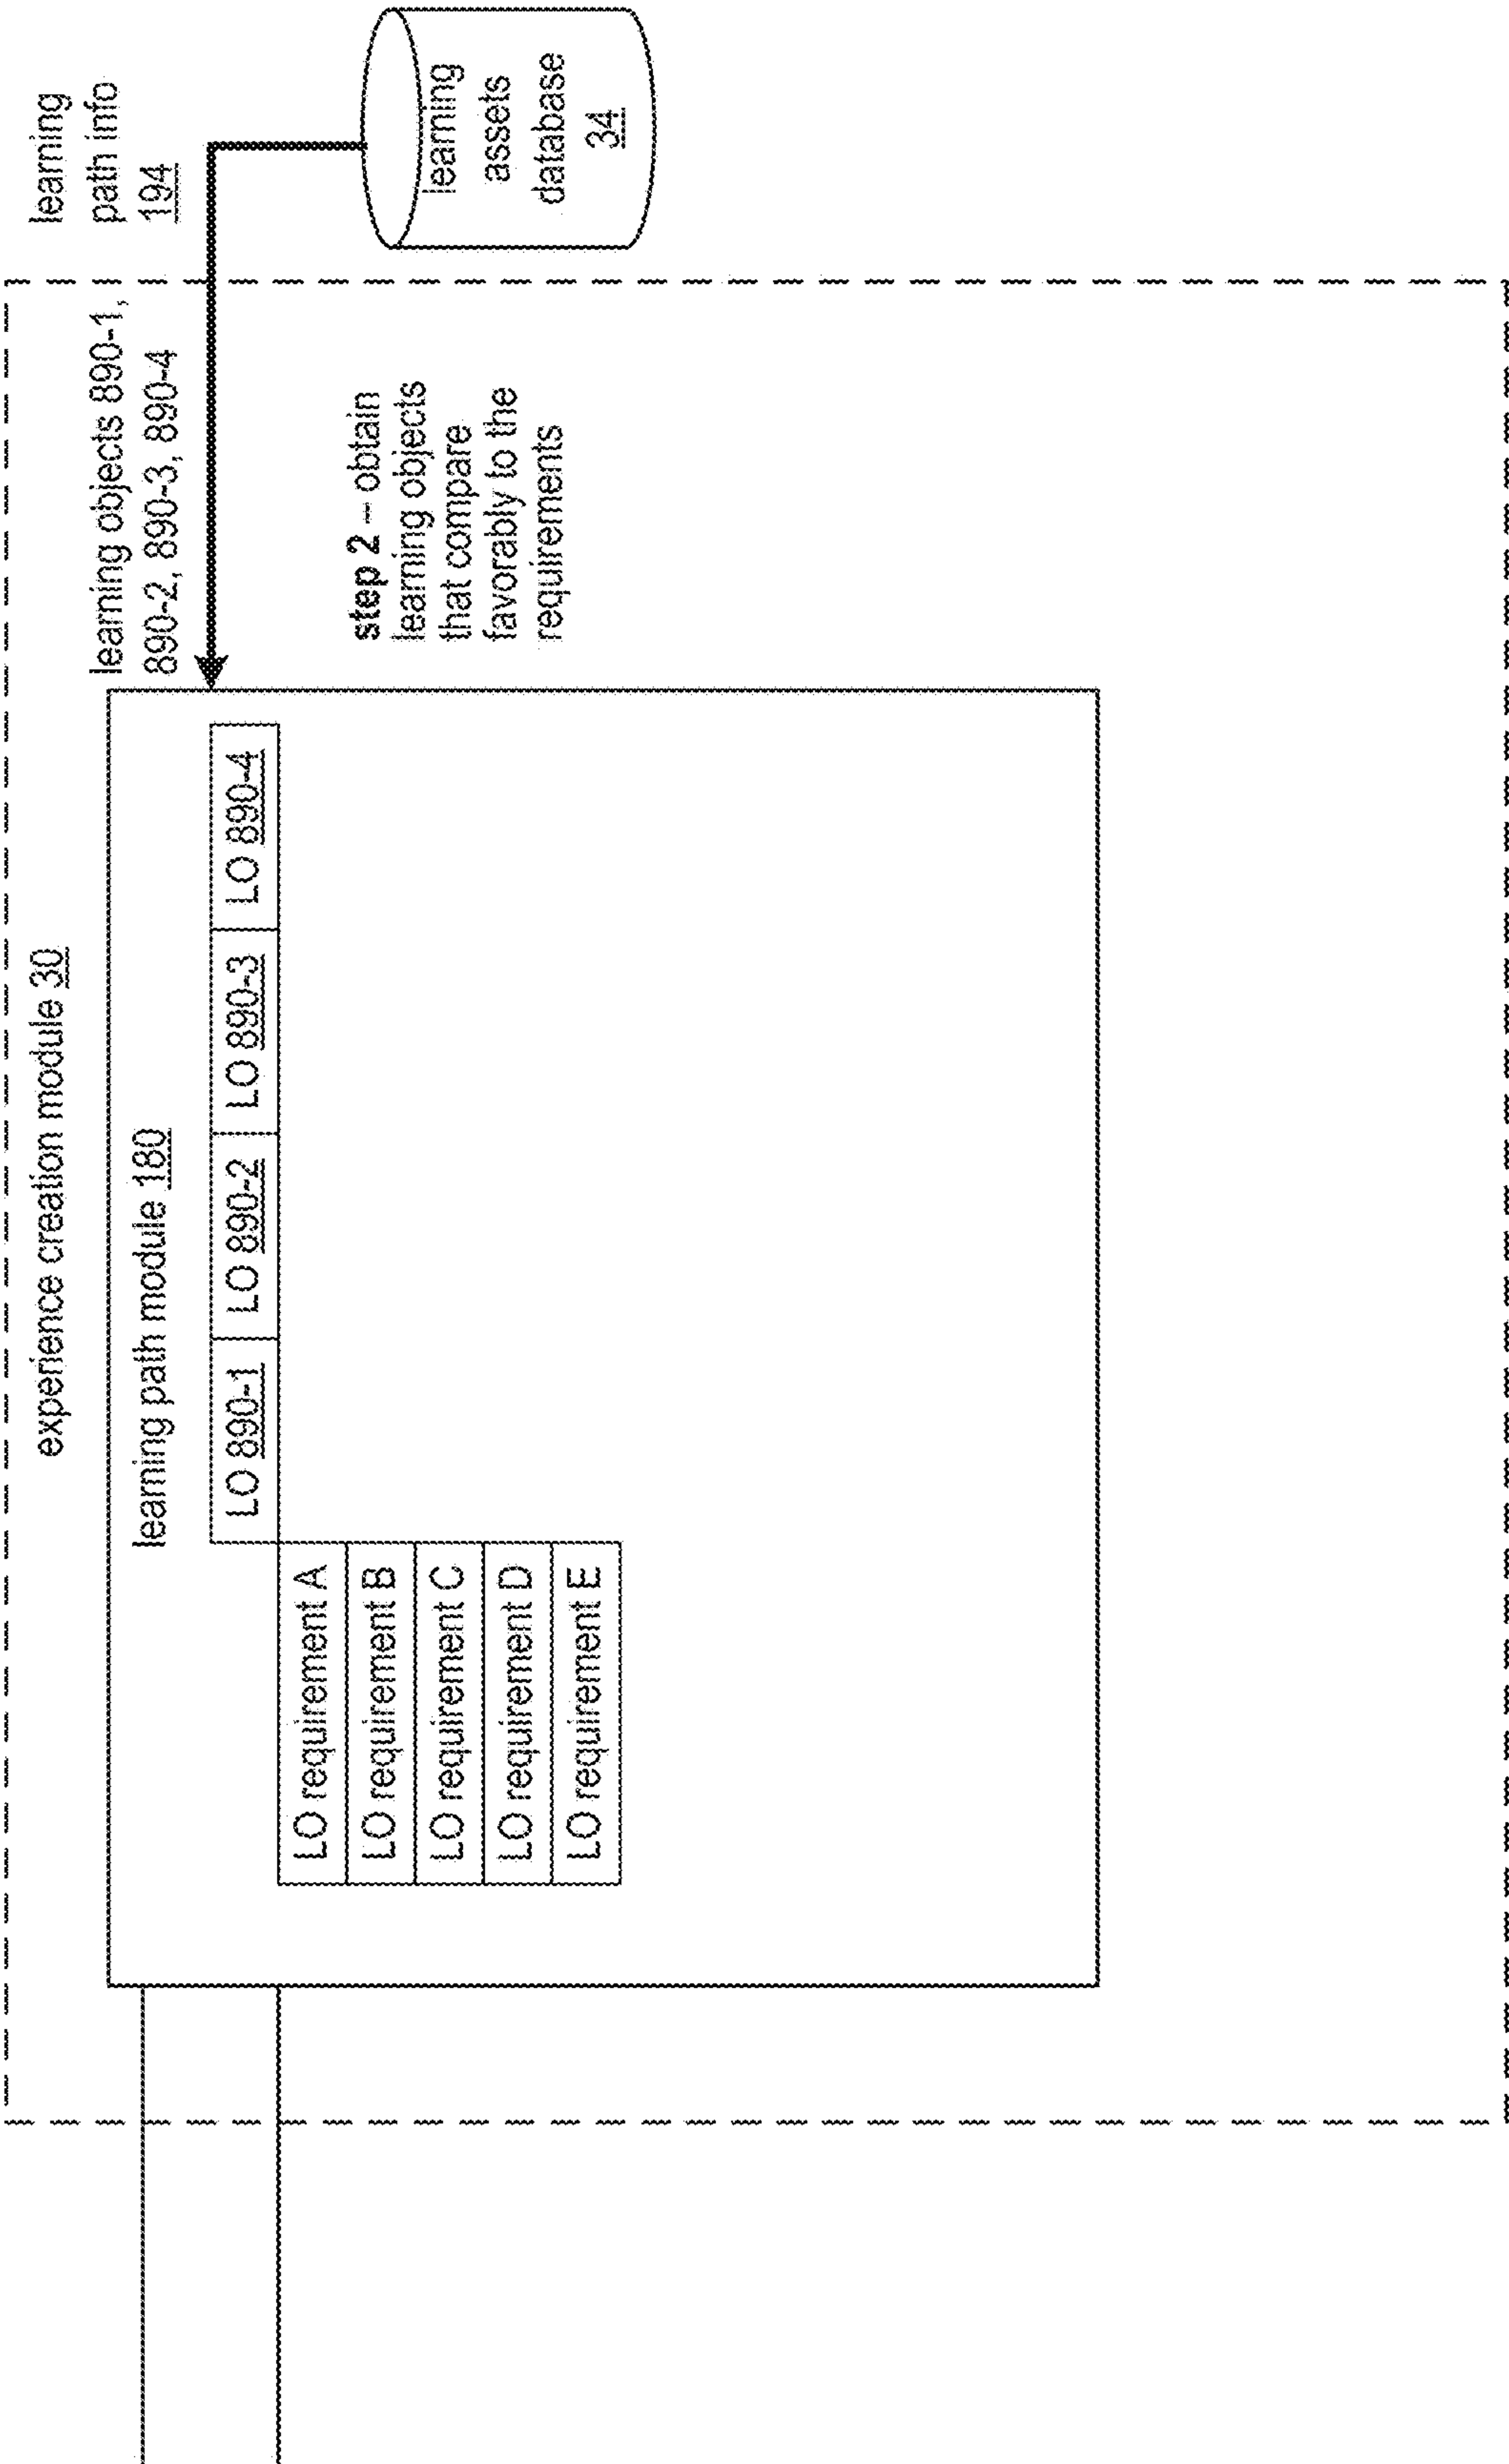 experience creation module 30
learning path module 180
LO 890-1
LO 890-2
LO 890-3
LO 890-4
LO requirement A
LO requirement B
LO requirement C
LO requirement D
LO requirement E
learning objects 890-1,
890-2, 890-3, 890-4
step 2 – obtain
learning objects
that compare
favorably to the
requirements
learning
path info
194
learning
assets
database
34